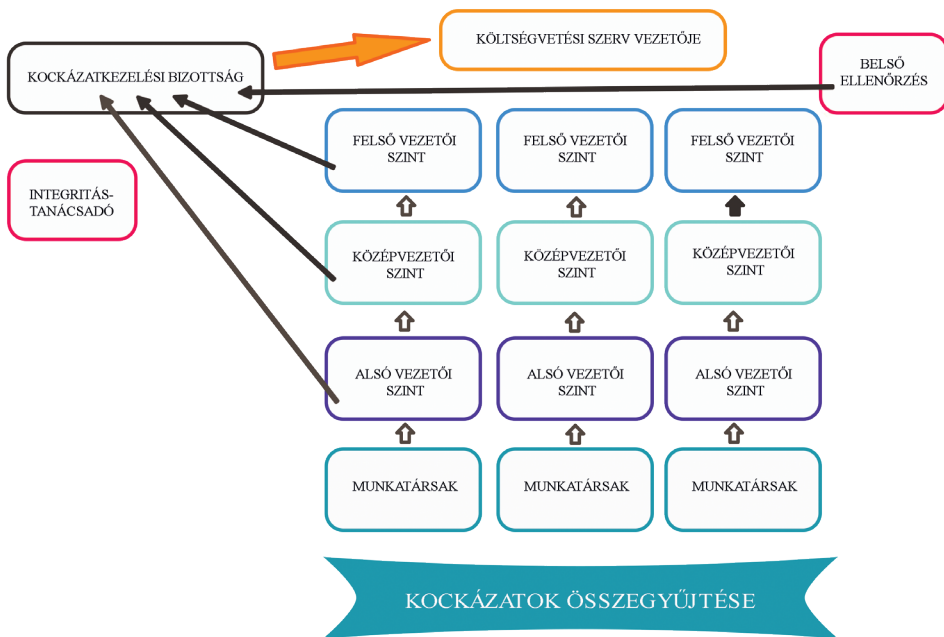 KÖLTSÉGVETÉSI SZERV VEZETŐJE
KOCKÁZATKEZELÉSI BIZOTTSÁG
BELSŐ
ELLENŐRZÉS
FELSŐ VEZETŐI
SZINT
FELSŐ VEZETŐI
SZINT
FELSŐ VEZETŐI
SZINT
INTEGRITÁS-
TANÁCSADÓ
KÖZÉPVEZETŐI
SZINT
KÖZÉPVEZETŐI
SZINT
KÖZÉPVEZETŐI
SZINT
ALSÓ VEZETŐI
SZINT
ALSÓ VEZETŐI
SZINT
ALSÓ VEZETŐI
SZINT
MUNKATÁRSAK
MUNKATÁRSAK
MUNKATÁRSAK
KOCKÁZATOK ÖSSZEGYŰJTÉSE